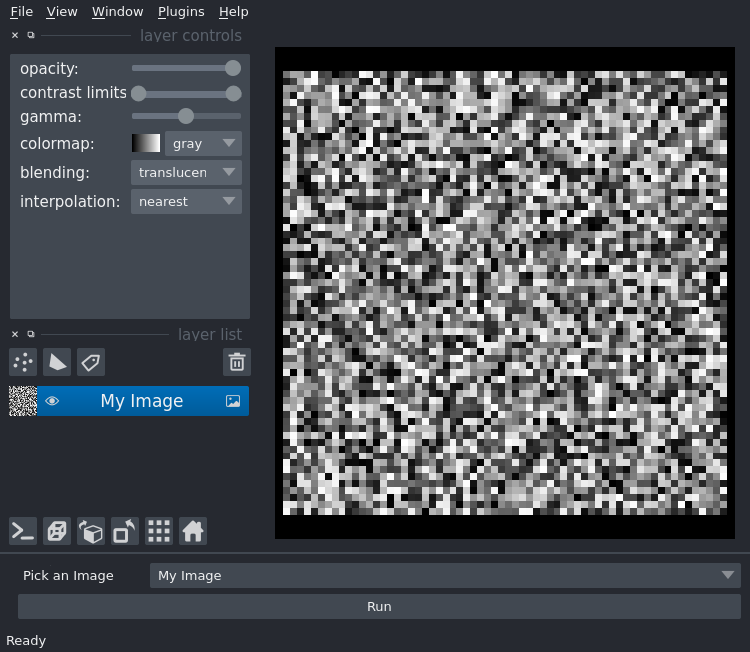 File View Window Plugins Help
layer controls
opacity:
contrast limits
gamma:
colormap: gray
blending: translucen
interpolation: nearest
layer list
My Image
Pick an Image My Image
Run
Ready